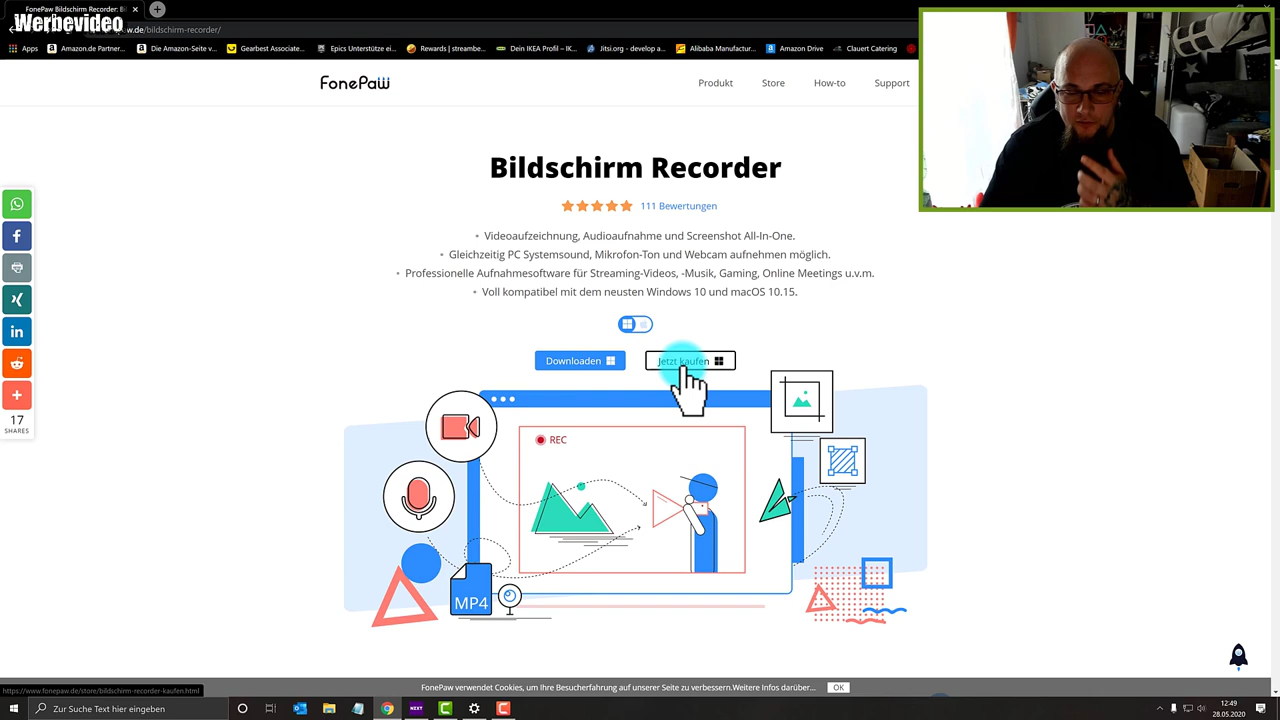 FonePaw Bildschirm Recorder: B
Werbevideo
w.de/bildschirm-recorder/
Apps
Amazon.de Partner...
Die Amazon-Seite v...
Gearbest Associate...
Epics Unterstütze ei...
Rewards | streambe...
Dein IKEA Profil – IK...
Jitsi.org - develop a...
Alibaba Manufactur...
Amazon Drive
Clauert Catering
FonePaw
Produkt
Store
How-to
Support
Bildschirm Recorder
111 Bewertungen
• Videoaufzeichnung, Audioaufnahme und Screenshot All-In-One.
• Gleichzeitig PC Systemsound, Mikrofon-Ton und Webcam aufnehmen möglich.
• Professionelle Aufnahmesoftware für Streaming-Videos, -Musik, Gaming, Online Meetings u.v.m.
• Voll kompatibel mit dem neusten Windows 10 und macOS 10.15.
Downloaden
Jetzt kaufen
17
SHARES
REC
MP4
FonePaw verwendet Cookies, um Ihre Besucherfahrung auf unserer Seite zu verbessern.Weitere Infos darüber...
OK
https://www.fonepaw.de/store/bildschirm-recorder-kaufen.html
Zur Suche Text hier eingeben
NEXT
12:49
28.05.2020